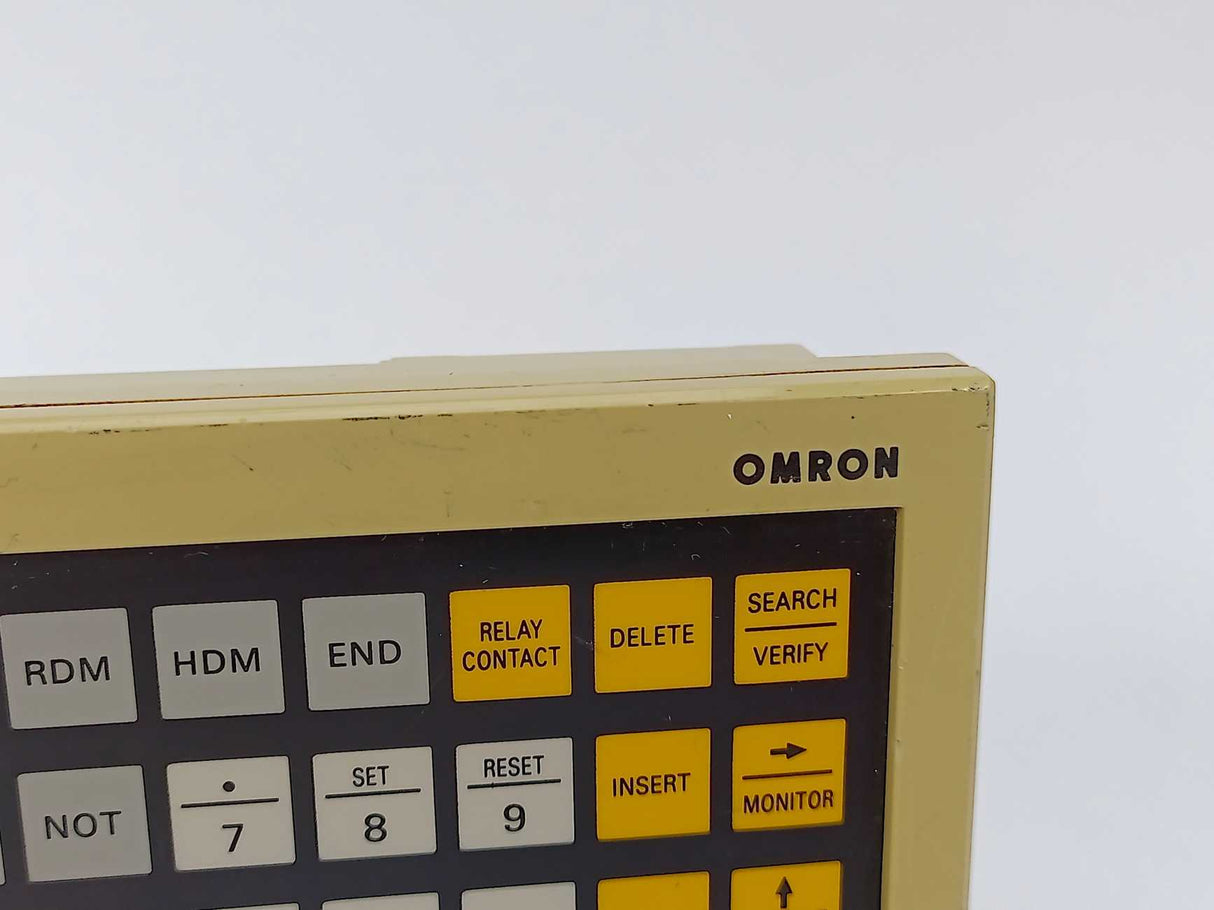 OMRON
RDM
HDM
END
RELAY
CONTACT
DELETE
SEARCH
VERIFY
NOT
•
7
SET
8
RESET
9
INSERT
→
MONITOR
↑